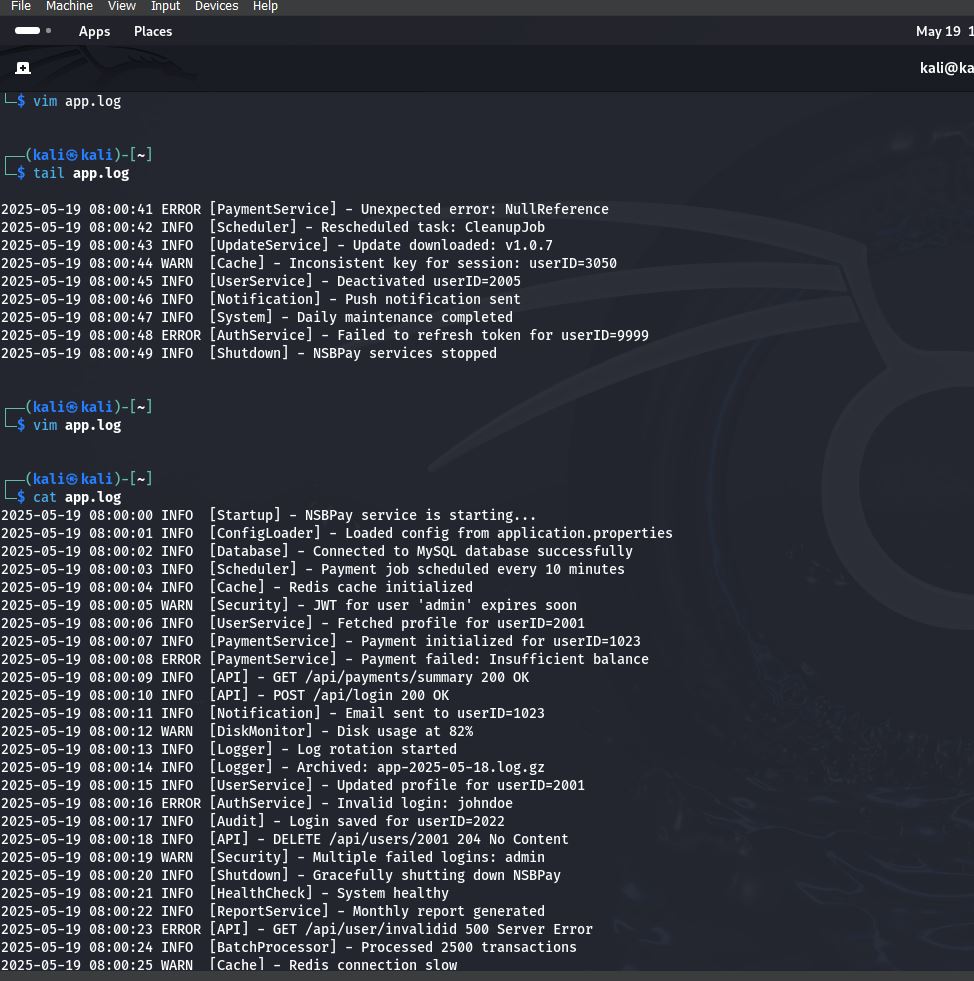 File Machine View Input Devices Help
Apps Places May 19 1
kali@ka
└─$ vim app.log
┌──(kali㉿kali)-[~]
└─$ tail app.log
2025-05-19 08:00:41 ERROR [PaymentService] - Unexpected error: NullReference
2025-05-19 08:00:42 INFO  [Scheduler] - Rescheduled task: CleanupJob
2025-05-19 08:00:43 INFO  [UpdateService] - Update downloaded: v1.0.7
2025-05-19 08:00:44 WARN  [Cache] - Inconsistent key for session: userID=3050
2025-05-19 08:00:45 INFO  [UserService] - Deactivated userID=2005
2025-05-19 08:00:46 INFO  [Notification] - Push notification sent
2025-05-19 08:00:47 INFO  [System] - Daily maintenance completed
2025-05-19 08:00:48 ERROR [AuthService] - Failed to refresh token for userID=9999
2025-05-19 08:00:49 INFO  [Shutdown] - NSBPay services stopped
┌──(kali㉿kali)-[~]
└─$ vim app.log
┌──(kali㉿kali)-[~]
└─$ cat app.log
2025-05-19 08:00:00 INFO  [Startup] - NSBPay service is starting...
2025-05-19 08:00:01 INFO  [ConfigLoader] - Loaded config from application.properties
2025-05-19 08:00:02 INFO  [Database] - Connected to MySQL database successfully
2025-05-19 08:00:03 INFO  [Scheduler] - Payment job scheduled every 10 minutes
2025-05-19 08:00:04 INFO  [Cache] - Redis cache initialized
2025-05-19 08:00:05 WARN  [Security] - JWT for user 'admin' expires soon
2025-05-19 08:00:06 INFO  [UserService] - Fetched profile for userID=2001
2025-05-19 08:00:07 INFO  [PaymentService] - Payment initialized for userID=1023
2025-05-19 08:00:08 ERROR [PaymentService] - Payment failed: Insufficient balance
2025-05-19 08:00:09 INFO  [API] - GET /api/payments/summary 200 OK
2025-05-19 08:00:10 INFO  [API] - POST /api/login 200 OK
2025-05-19 08:00:11 INFO  [Notification] - Email sent to userID=1023
2025-05-19 08:00:12 WARN  [DiskMonitor] - Disk usage at 82%
2025-05-19 08:00:13 INFO  [Logger] - Log rotation started
2025-05-19 08:00:14 INFO  [Logger] - Archived: app-2025-05-18.log.gz
2025-05-19 08:00:15 INFO  [UserService] - Updated profile for userID=2001
2025-05-19 08:00:16 ERROR [AuthService] - Invalid login: johndoe
2025-05-19 08:00:17 INFO  [Audit] - Login saved for userID=2022
2025-05-19 08:00:18 INFO  [API] - DELETE /api/users/2001 204 No Content
2025-05-19 08:00:19 WARN  [Security] - Multiple failed logins: admin
2025-05-19 08:00:20 INFO  [Shutdown] - Gracefully shutting down NSBPay
2025-05-19 08:00:21 INFO  [HealthCheck] - System healthy
2025-05-19 08:00:22 INFO  [ReportService] - Monthly report generated
2025-05-19 08:00:23 ERROR [API] - GET /api/user/invalidid 500 Server Error
2025-05-19 08:00:24 INFO  [BatchProcessor] - Processed 2500 transactions
2025-05-19 08:00:25 WARN  [Cache] - Redis connection slow